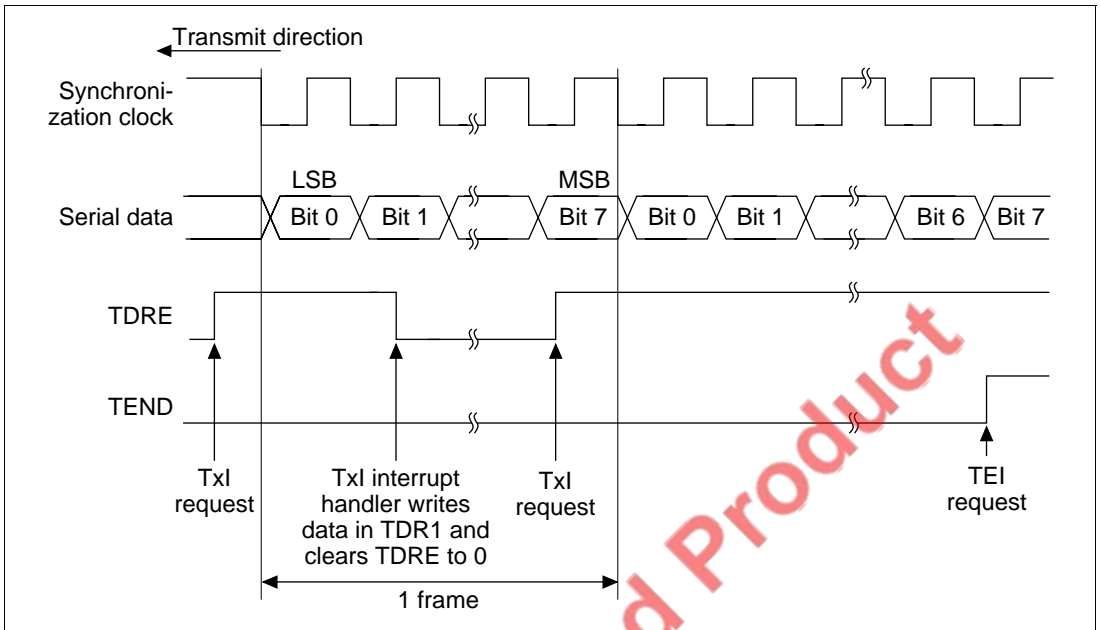 Transmit direction
Synchroni-
zation clock
LSB
MSB
Serial data
Bit 0
Bit 1
Bit 7
Bit 0
Bit 1
Bit 6
Bit 7
TDRE
TEND
TxI
request
TxI interrupt
handler writes
data in TDR1 and
clears TDRE to 0
TxI
request
TEI
request
1 frame
d Product